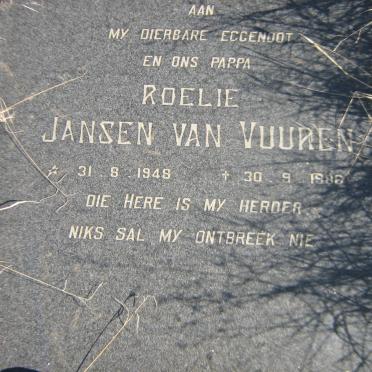 AAN
MY DIERBARE EGGENOOT
EN ONS PAPPA
ROELIE
JANSEN VAN VUUREN
☆ 31 . 8 . 1948 † 30 . 9 . 1986
DIE HERE IS MY HERDER
NIKS SAL MY ONTBREEK NIE